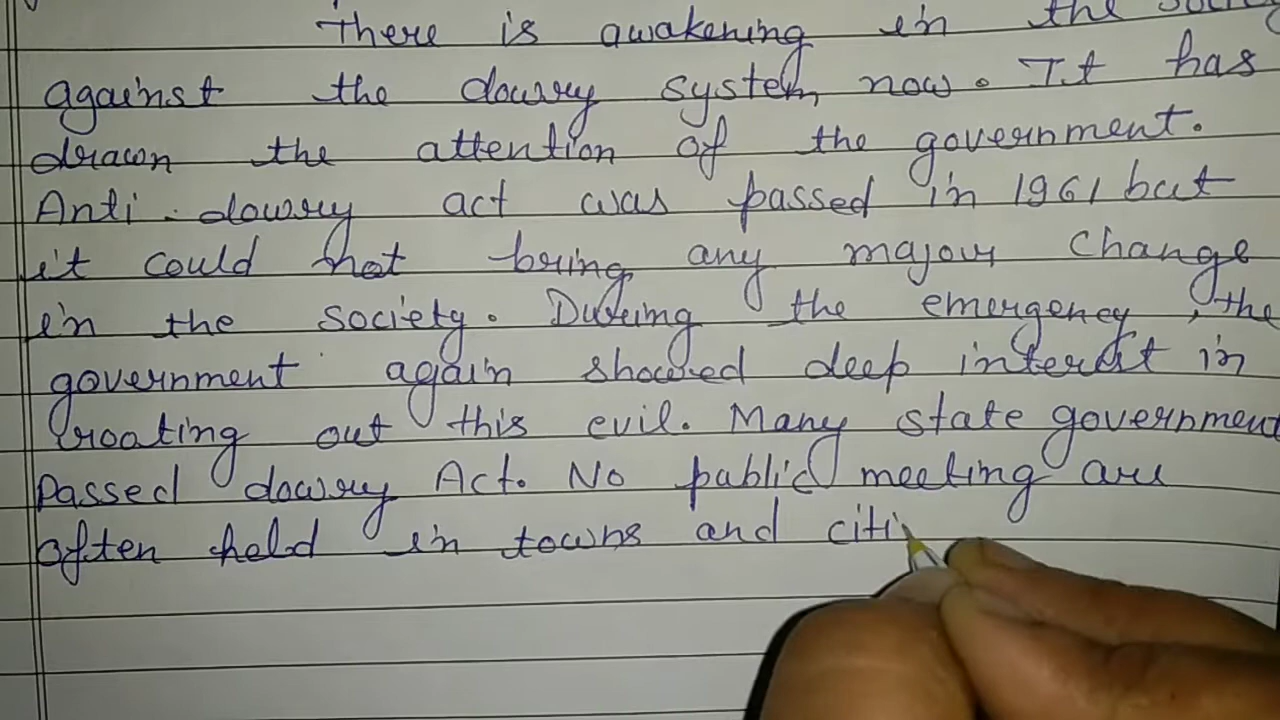 There is awakening in the
against the dowry system now. It has
drawn the attention of the government.
Anti-dowry act was passed in 1961 but
it could not bring any major change
in the society. During the emergency, the
government again showed deep interest in
roating out this evil. Many state government
Passed dowry Act. No public meeting are
often held in towns and citi